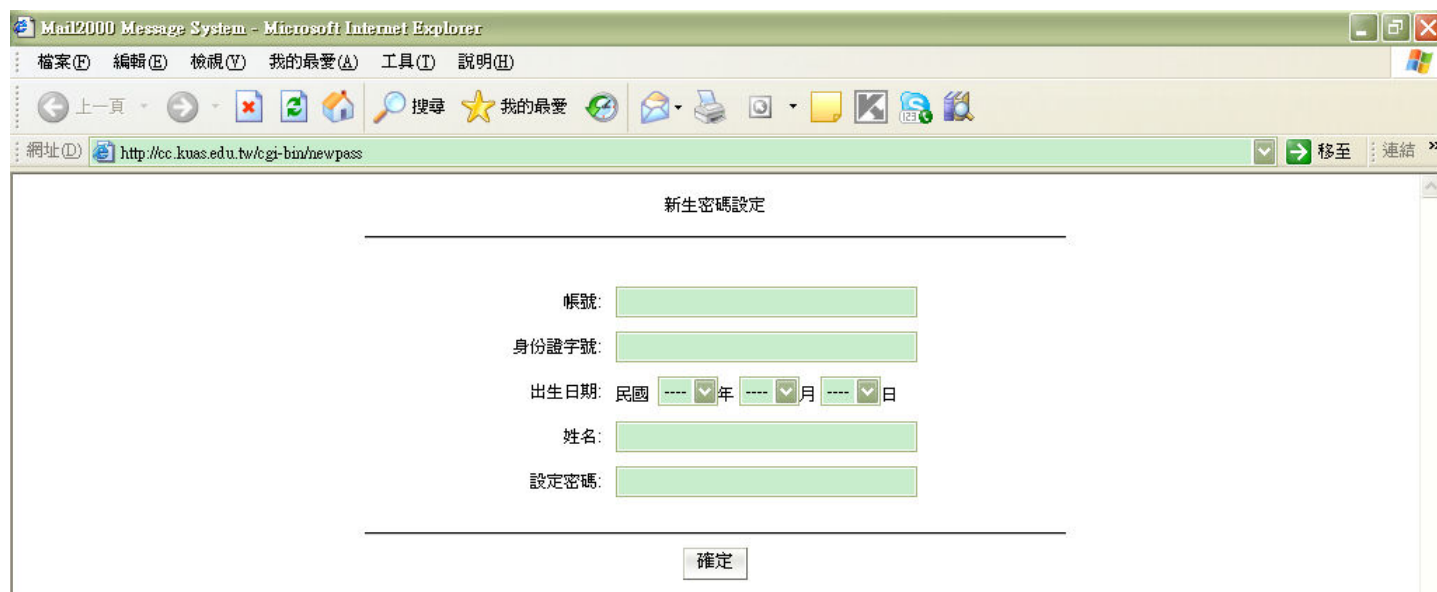 Mail2000 Message System - Microsoft Internet Explorer
檔案(F) 編輯(E) 檢視(V) 我的最愛(A) 工具(T) 說明(H)
上一頁 搜尋 我的最愛
網址(D) http://cc.kuas.edu.tw/cgi-bin/newpass 移至 連結 »
新生密碼設定
帳號:
身份證字號:
出生日期: 民國 ---- 年 ---- 月 ---- 日
姓名:
設定密碼:
確定